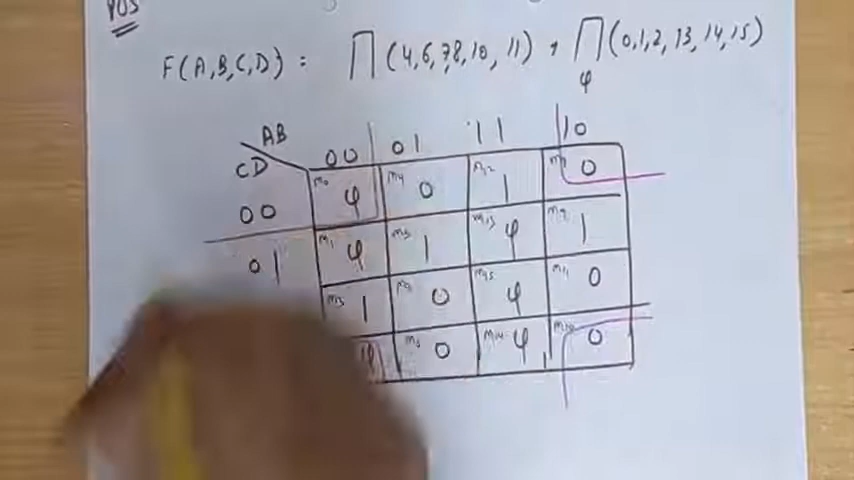 POS
F(A,B,C,D) = ∏(4,6,7,8,10,11) + ∏φ(0,1,2,13,14,15)
AB
CD 00 01 11 10
00 m0 φ m4 0 m12 1 m8 0
01 m1 φ m5 1 m13 φ m9 1
m3 1 0 m15 φ m11 0
φ m6 0 m14 φ m10 0